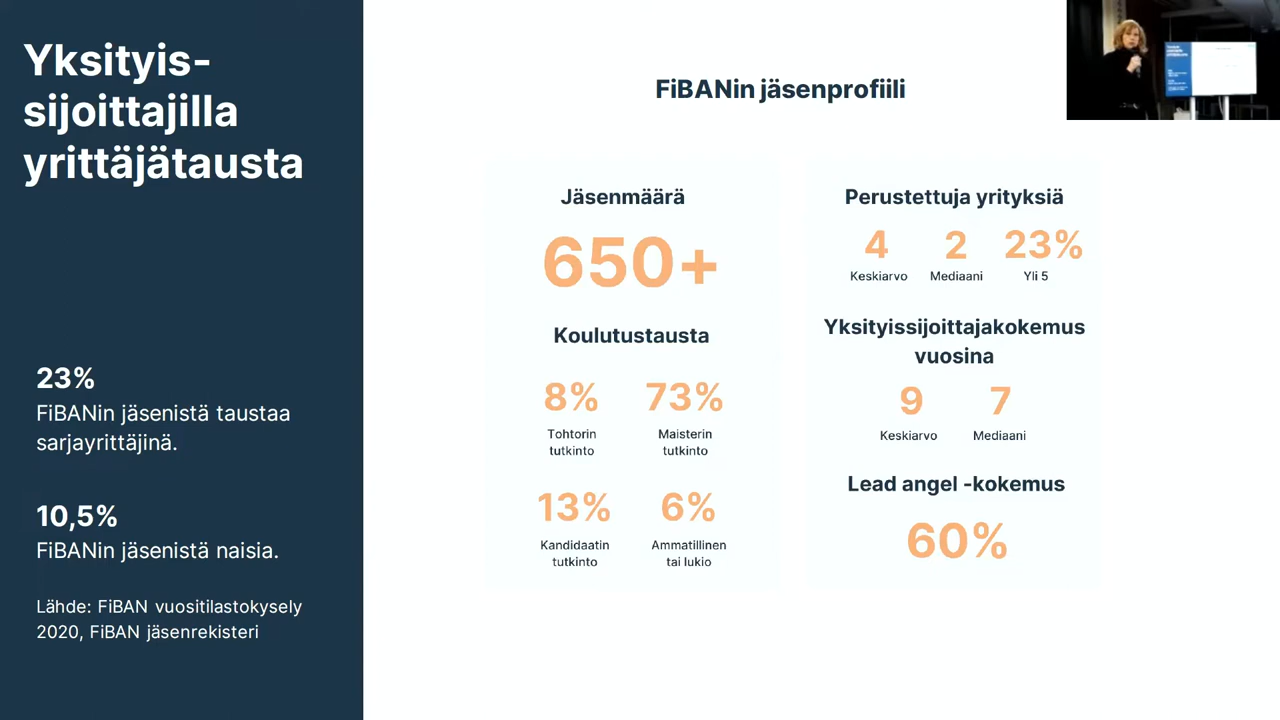 Yksityis-
sijoittajilla
yrittäjätausta
23%
FiBANin jäsenistä taustaa
sarjayrittäjinä.
10,5%
FiBANin jäsenistä naisia.
Lähde: FiBAN vuositilastokysely
2020, FiBAN jäsenrekisteri
FiBANin jäsenprofiili
Jäsenmäärä
650+
Koulutustausta
8% 73%
Tohtorin Maisterin
tutkinto tutkinto
13% 6%
Kandidaatin Ammatillinen
tutkinto tai lukio
Perustettuja yrityksiä
4 2 23%
Keskiarvo Mediaani Yli 5
Yksityissijoittajakokemus
vuosina
9 7
Keskiarvo Mediaani
Lead angel -kokemus
60%